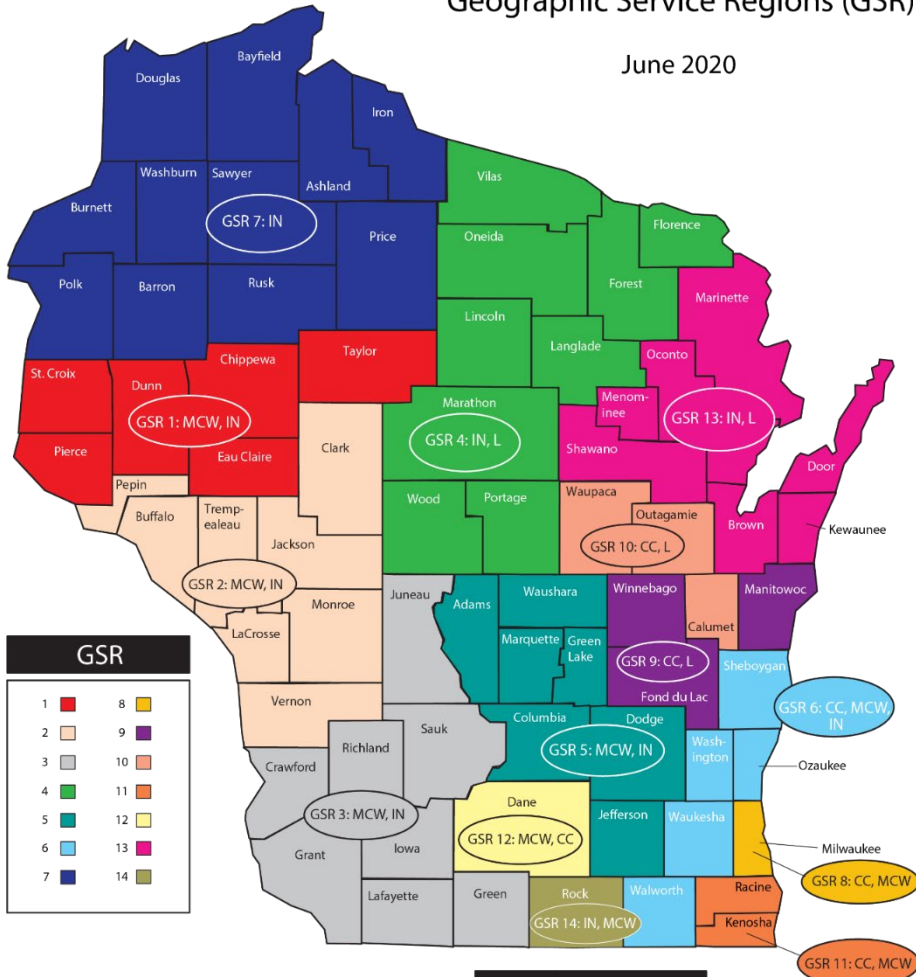 Geographic Service Regions (GSR)
June 2020
Douglas
Bayfield
Iron
Ashland
Washburn
Sawyer
Burnett
GSR 7: IN
Price
Polk
Barron
Rusk
Vilas
Florence
Oneida
Forest
Marinette
Lincoln
Langlade
Oconto
Taylor
Chippewa
St. Croix
Dunn
GSR 1: MCW, IN
Pierce
Eau Claire
Marathon
GSR 4: IN, L
Menom-
inee
GSR 13: IN, L
Shawano
Door
Clark
Pepin
Buffalo
Tremp-
ealeau
Wood
Portage
Waupaca
Outagamie
GSR 10: CC, L
Brown
Kewaunee
Jackson
GSR 2: MCW, IN
Monroe
LaCrosse
Vernon
Juneau
Adams
Waushara
Marquette
Green
Lake
Winnebago
Calumet
Manitowoc
GSR 9: CC, L
Fond du Lac
Sheboygan
GSR 6: CC, MCW,
IN
GSR
1
2
3
4
5
6
7
8
9
10
11
12
13
14
Sauk
Richland
Crawford
Columbia
Dodge
GSR 5: MCW, IN
Wash-
ington
Ozaukee
GSR 3: MCW, IN
Iowa
Grant
Lafayette
Green
Dane
GSR 12: MCW, CC
Jefferson
Waukesha
Milwaukee
GSR 8: CC, MCW
Rock
GSR 14: IN, MCW
Walworth
Racine
Kenosha
GSR 11: CC, MCW